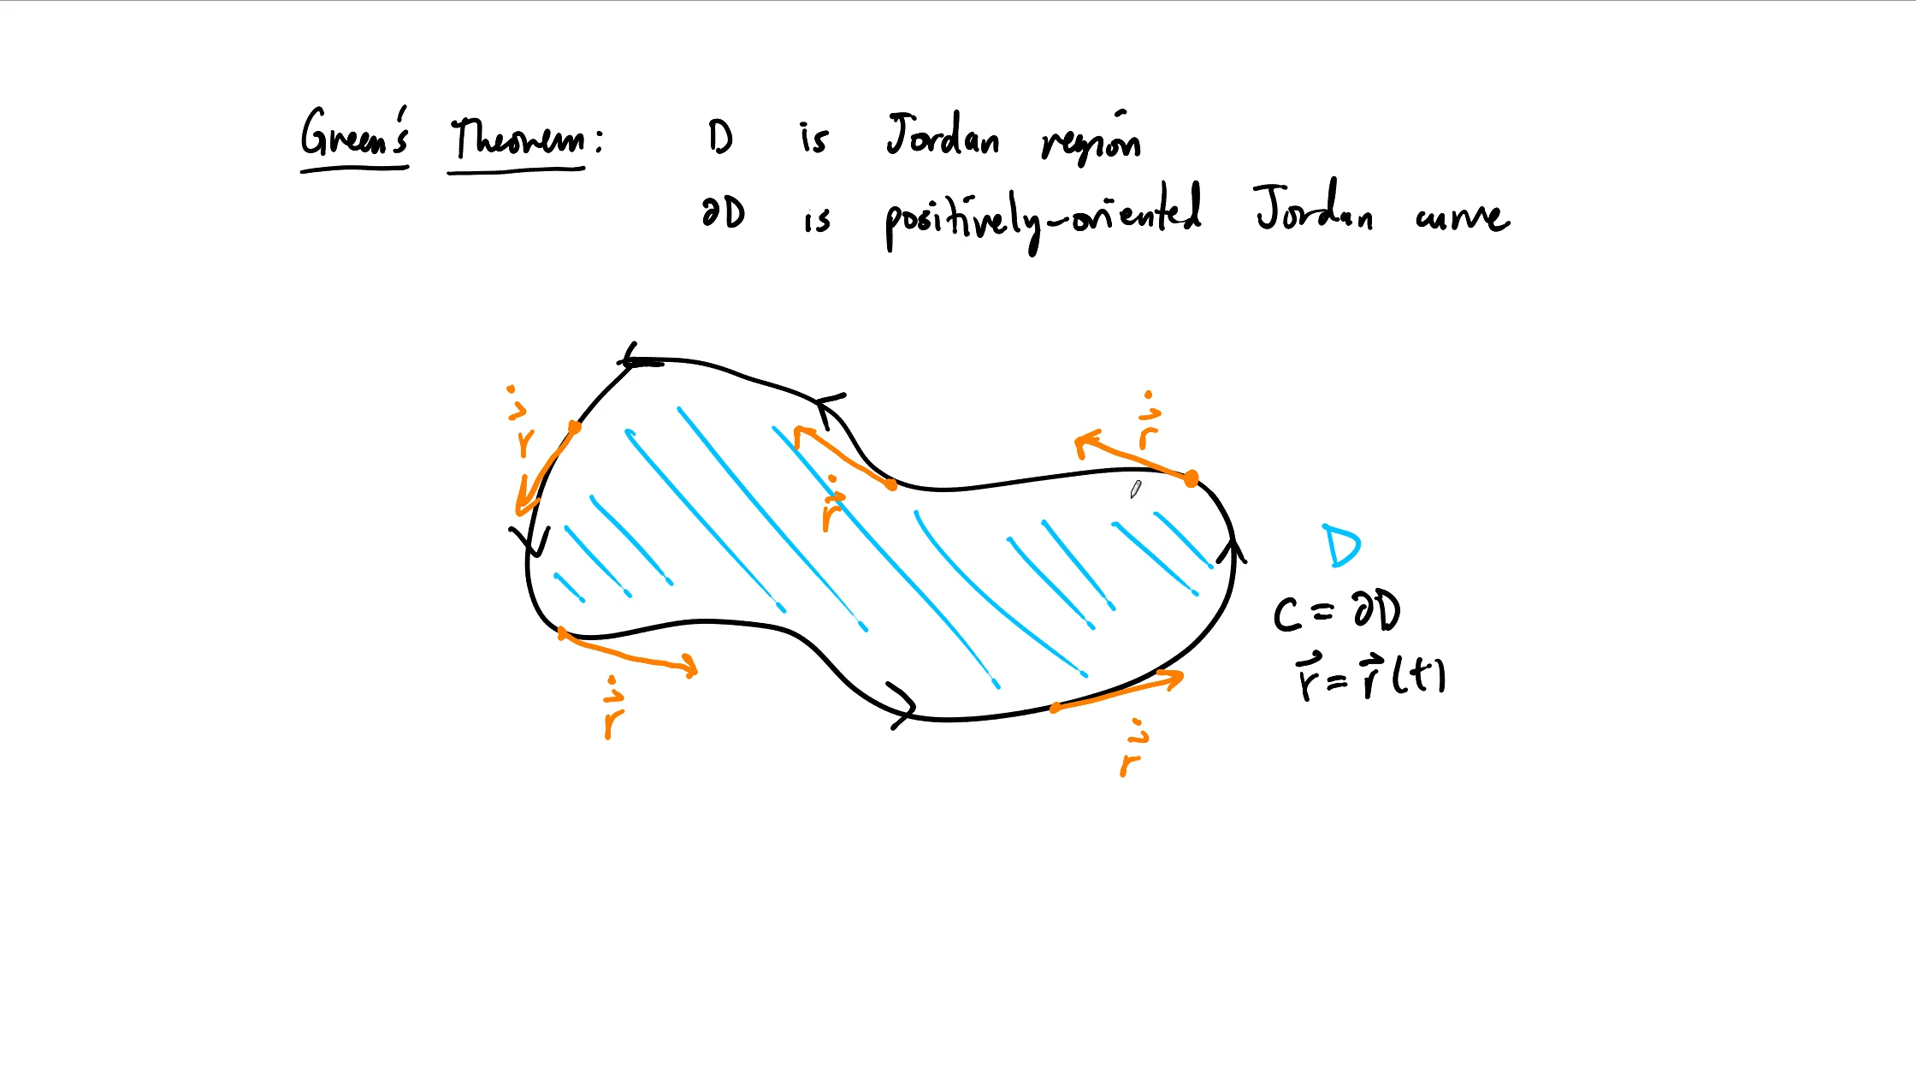 Green's Theorem: D is Jordan region
∂D is positively-oriented Jordan curve
ṙ⃗
ṙ⃗
ṙ⃗
D
C = ∂D
r⃗ = r⃗(t)
ṙ⃗
ṙ⃗